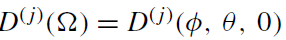 D⁽ʲ⁾(Ω) = D⁽ʲ⁾(ϕ, θ, 0)